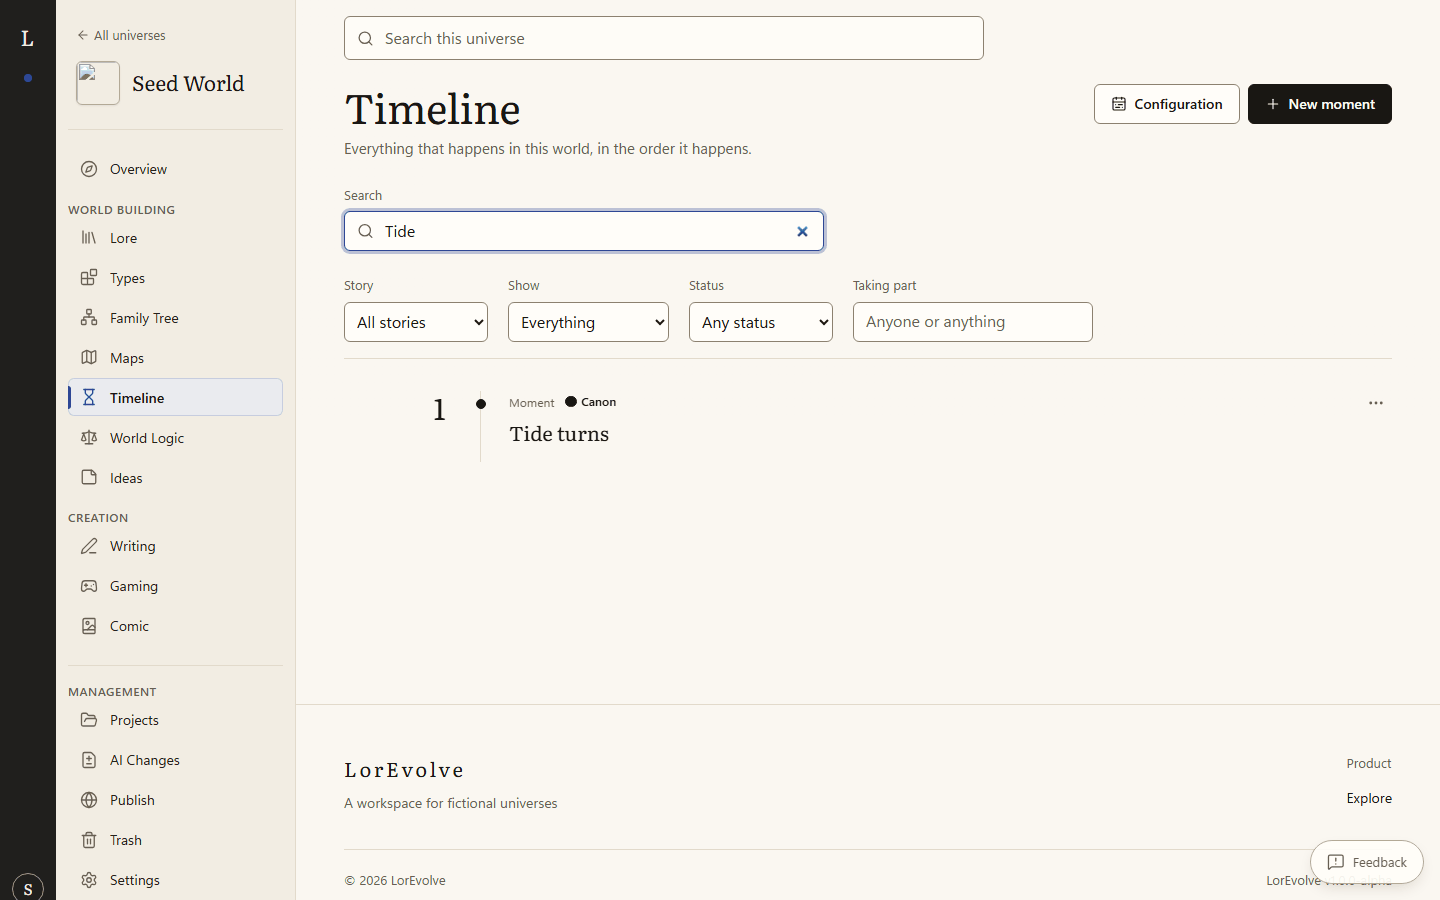 L
All universes
Seed World
Overview
WORLD BUILDING
Lore
Types
Family Tree
Maps
Timeline
World Logic
Ideas
CREATION
Writing
Gaming
Comic
MANAGEMENT
Projects
AI Changes
Publish
Trash
Settings
S
Search this universe
Timeline
Configuration
New moment
Everything that happens in this world, in the order it happens.
Search
Tide
Story Show Status Taking part
All stories Everything Any status Anyone or anything
1 Moment Canon
Tide turns
LorEvolve
A workspace for fictional universes
Product
Explore
Feedback
© 2026 LorEvolve
LorEvolve